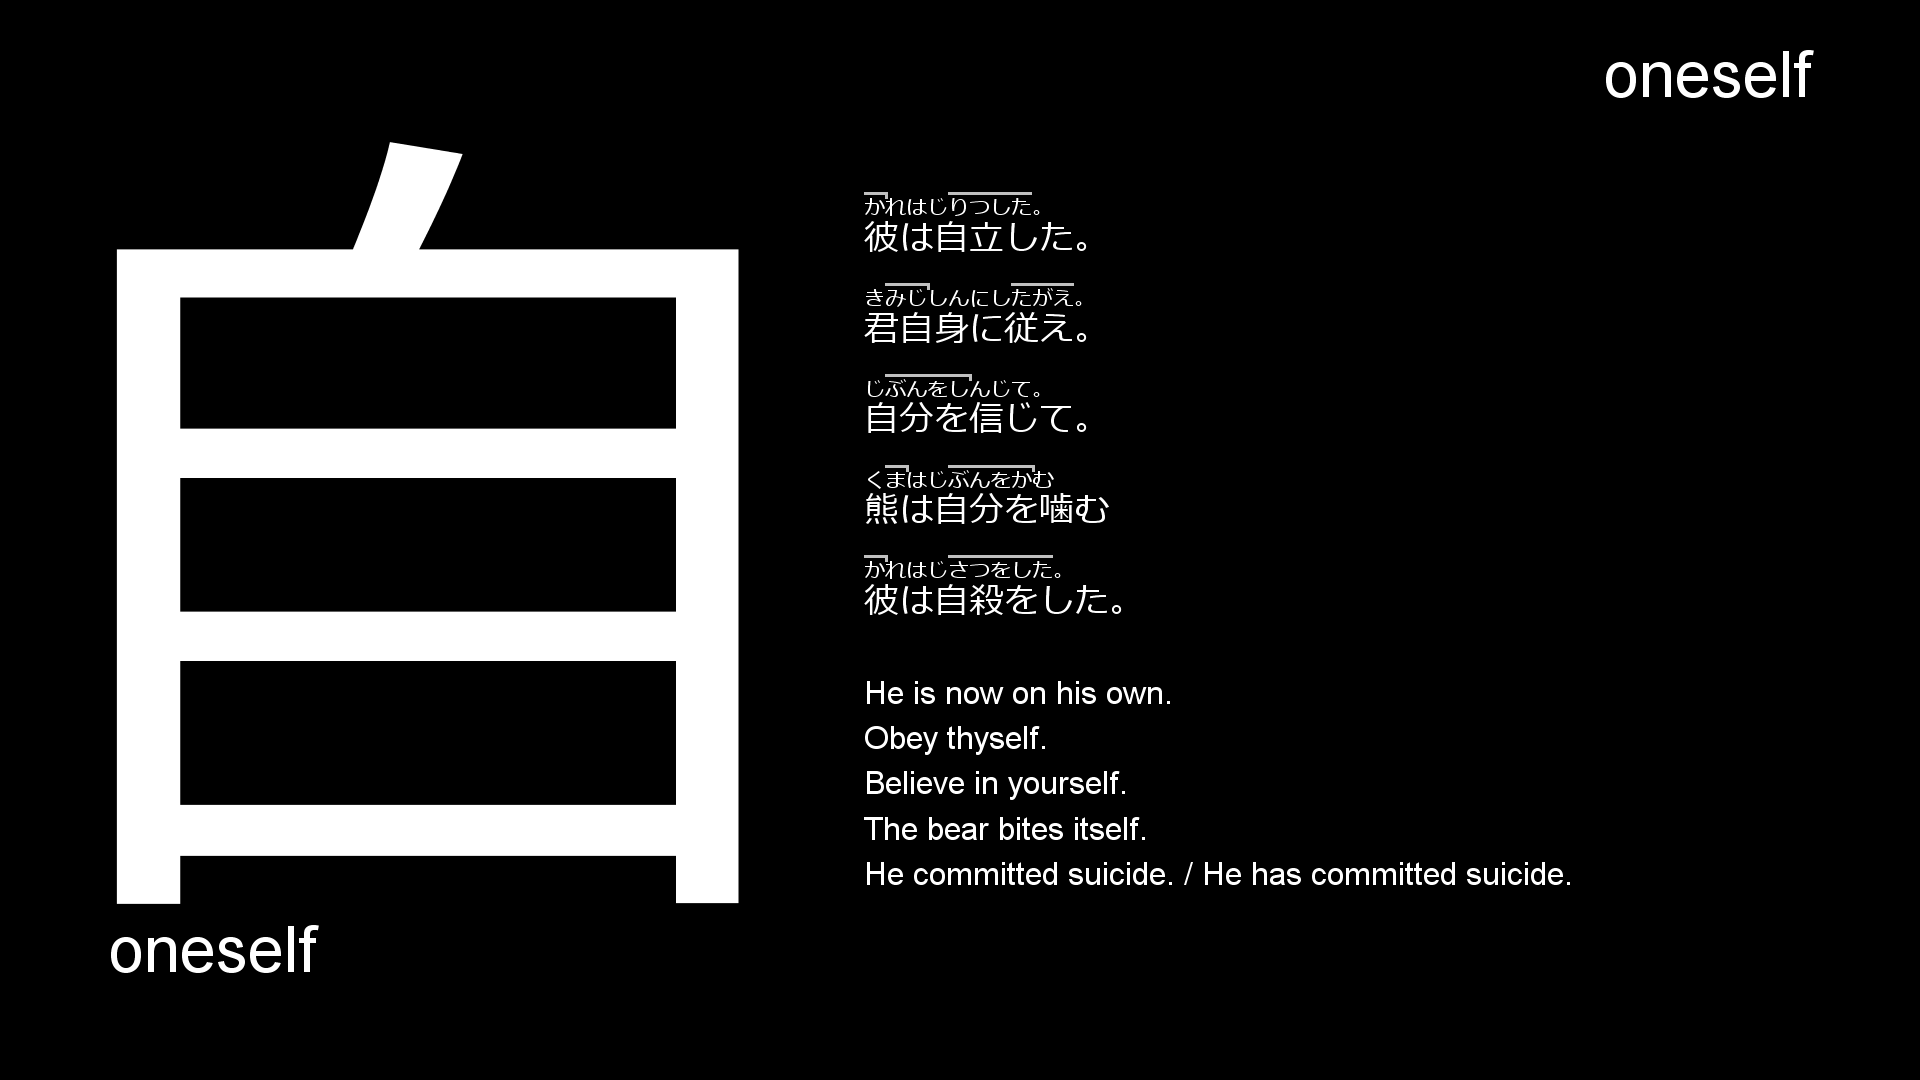 oneself
自
oneself
かれはじりつした。
彼は自立した。
きみじしんにしたがえ。
君自身に従え。
じぶんをしんじて。
自分を信じて。
くまはじぶんをかむ
熊は自分を噛む
かれはじさつをした。
彼は自殺をした。
He is now on his own.
Obey thyself.
Believe in yourself.
The bear bites itself.
He committed suicide. / He has committed suicide.